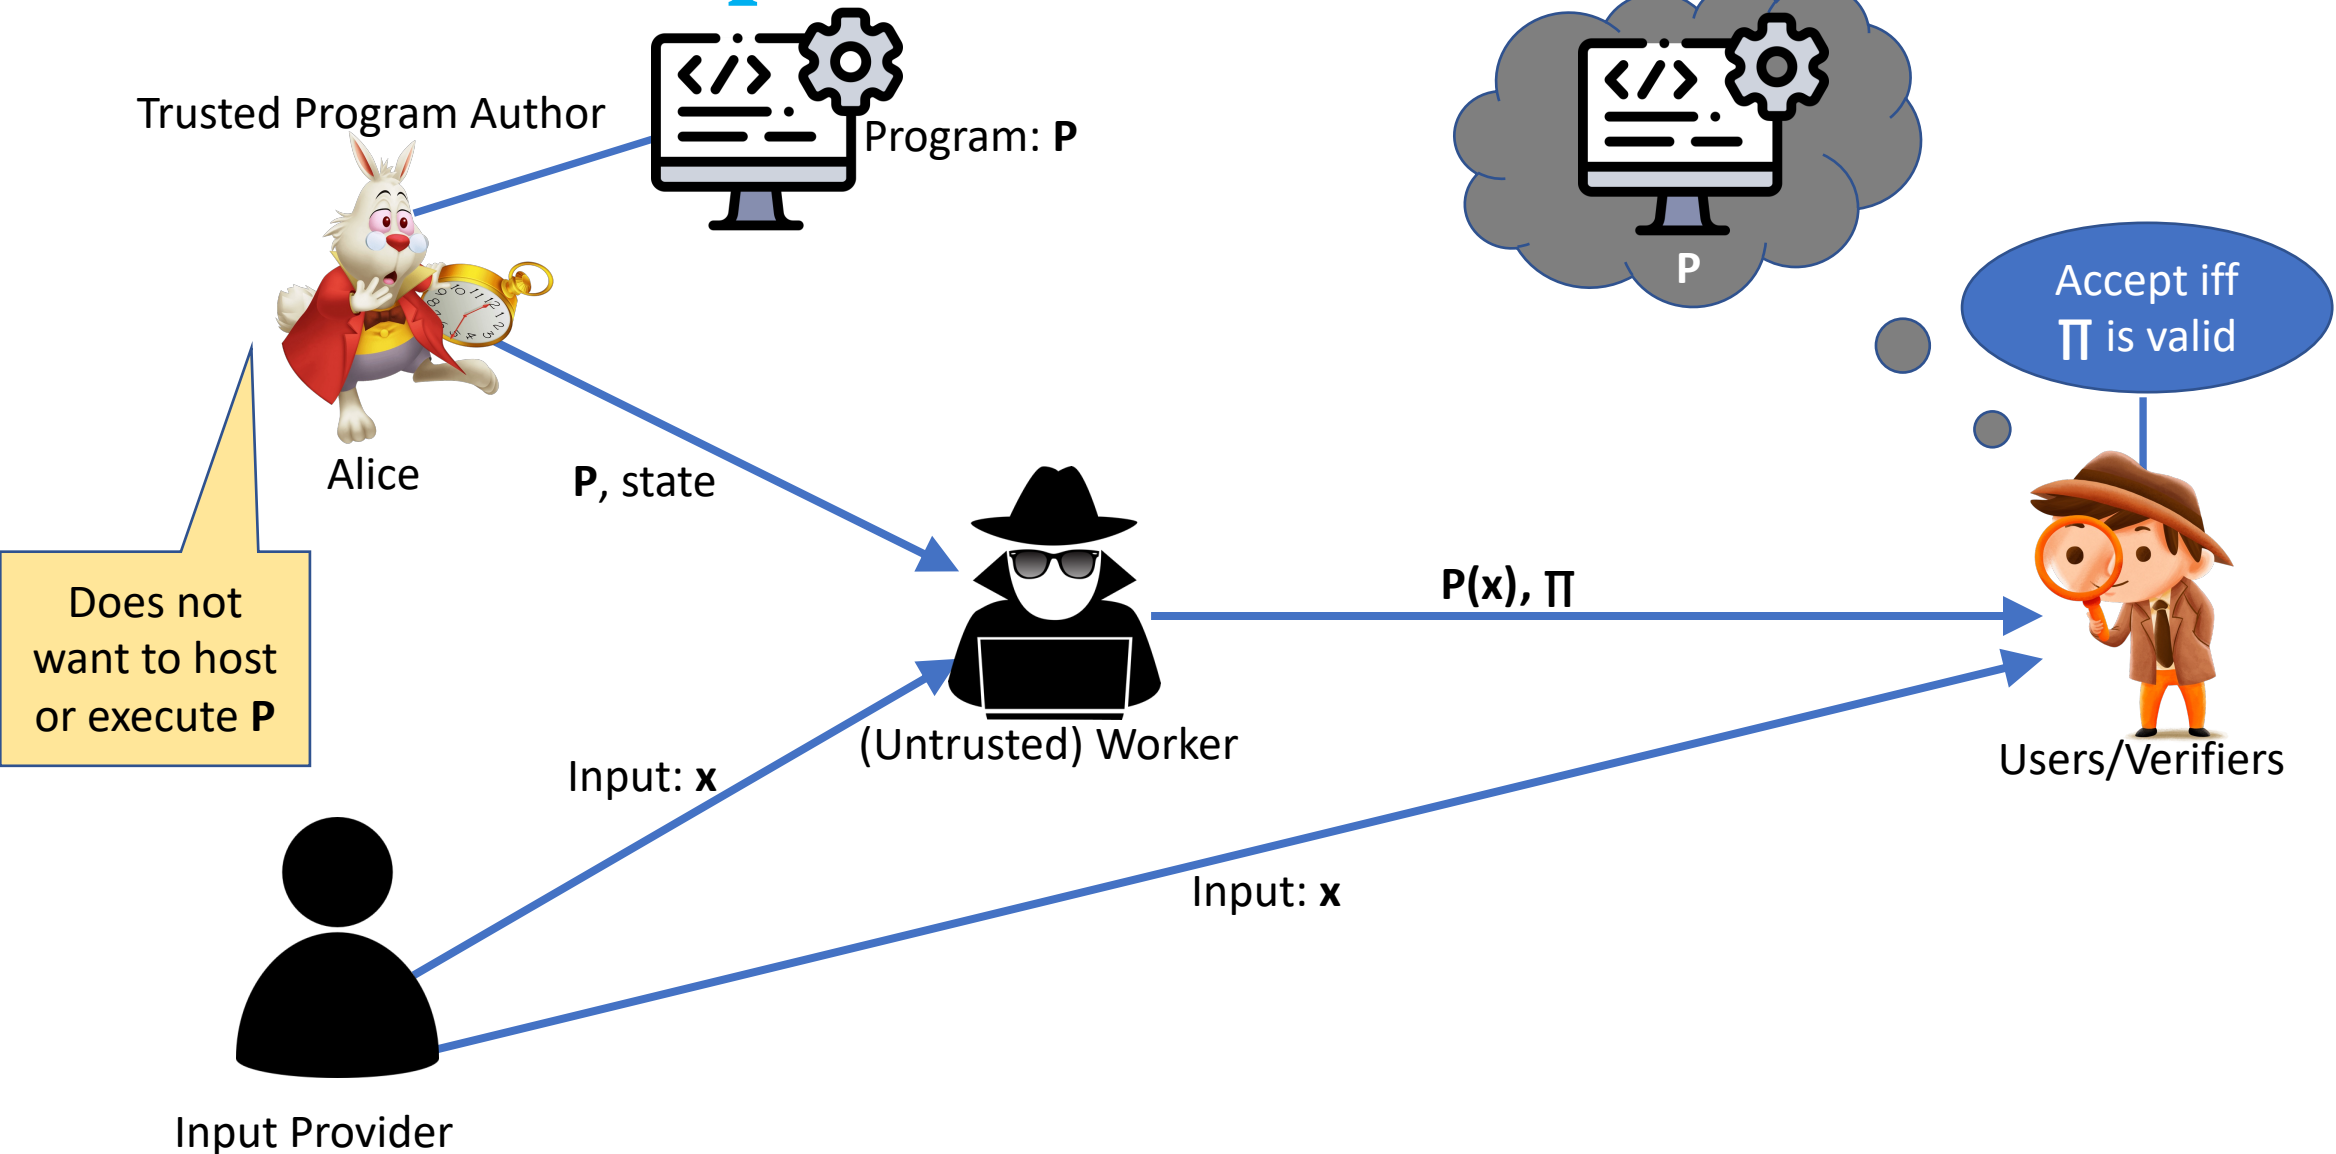 Trusted Program Author
Program: P
P
Accept iff
∏ is valid
Alice
P, state
Does not
want to host
or execute P
P(x), ∏
(Untrusted) Worker
Users/Verifiers
Input: x
Input: x
Input Provider